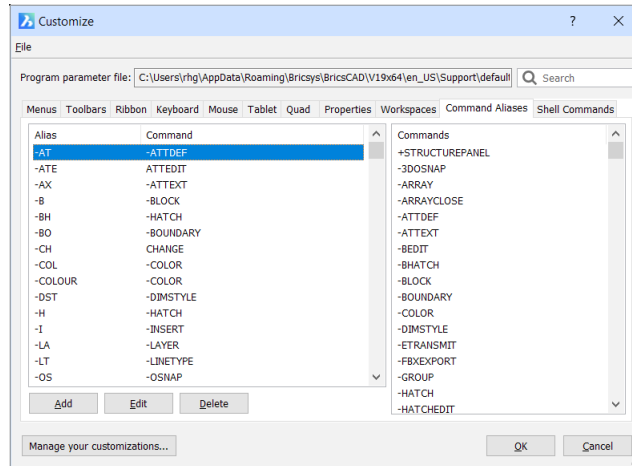 Customize ? ×
File
Program parameter file: C:\Users\rhg\AppData\Roaming\Bricsys\BricsCAD\V19x64\en_US\Support\default Search
Menus Toolbars Ribbon Keyboard Mouse Tablet Quad Properties Workspaces Command Aliases Shell Commands
Alias Command
-AT -ATTDEF
-ATE ATTEDIT
-AX -ATTEXT
-B -BLOCK
-BH -HATCH
-BO -BOUNDARY
-CH CHANGE
-COL -COLOR
-COLOUR -COLOR
-DST -DIMSTYLE
-H -HATCH
-I -INSERT
-LA -LAYER
-LT -LINETYPE
-OS -OSNAP
Add Edit Delete
Commands
+STRUCTUREPANEL
-3DOSNAP
-ARRAY
-ARRAYCLOSE
-ATTDEF
-ATTEXT
-BEDIT
-BHATCH
-BLOCK
-BOUNDARY
-COLOR
-DIMSTYLE
-ETRANSMIT
-FBXEXPORT
-GROUP
-HATCH
-HATCHEDIT
Manage your customizations... OK Cancel